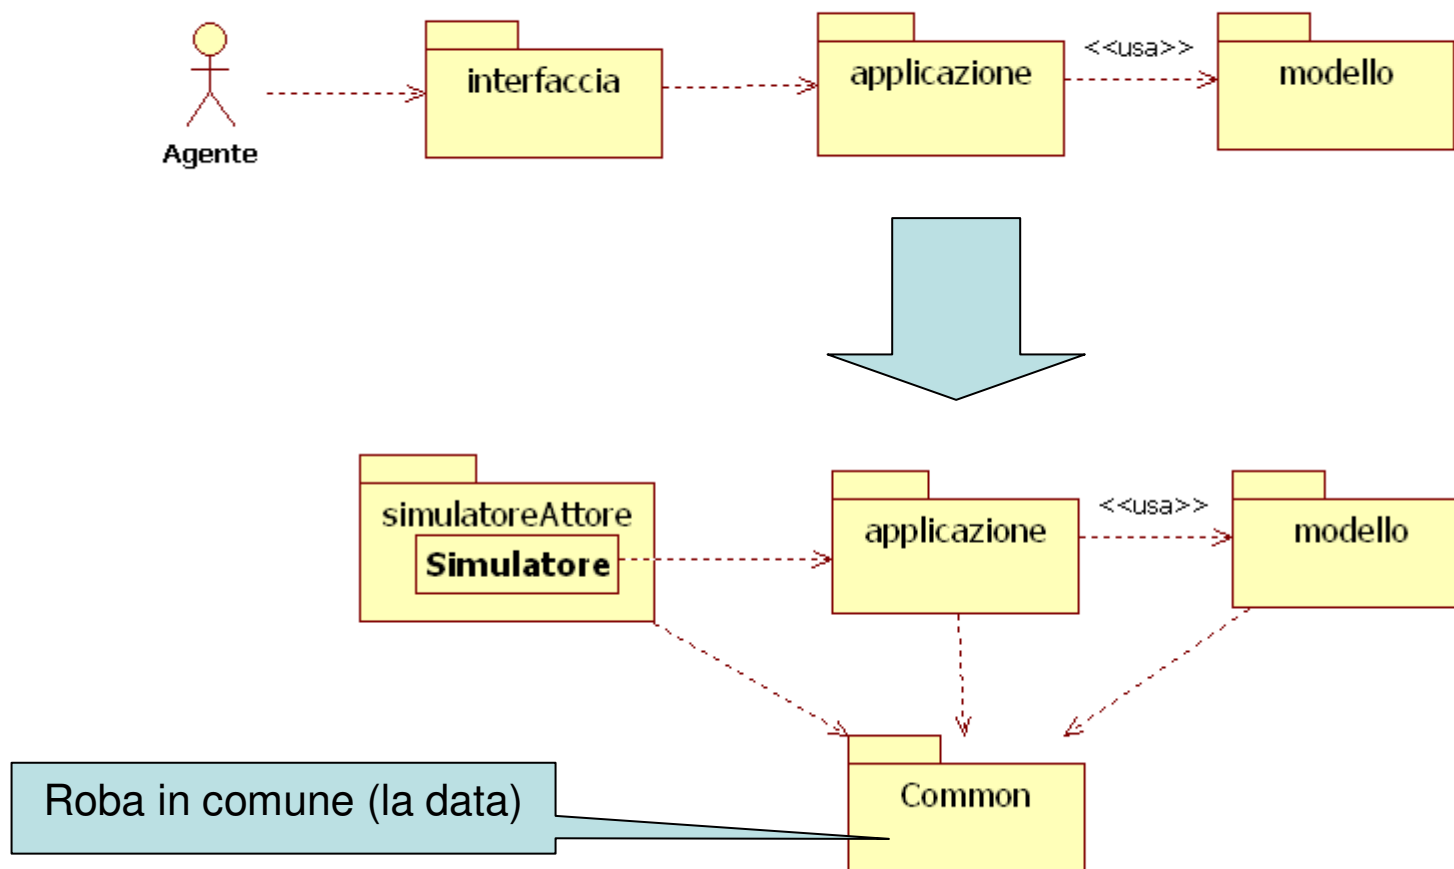 interfaccia
applicazione
<<usa>>
modello
Agente
simulatoreAttore
Simulatore
applicazione
<<usa>>
modello
Roba in comune (la data)
Common